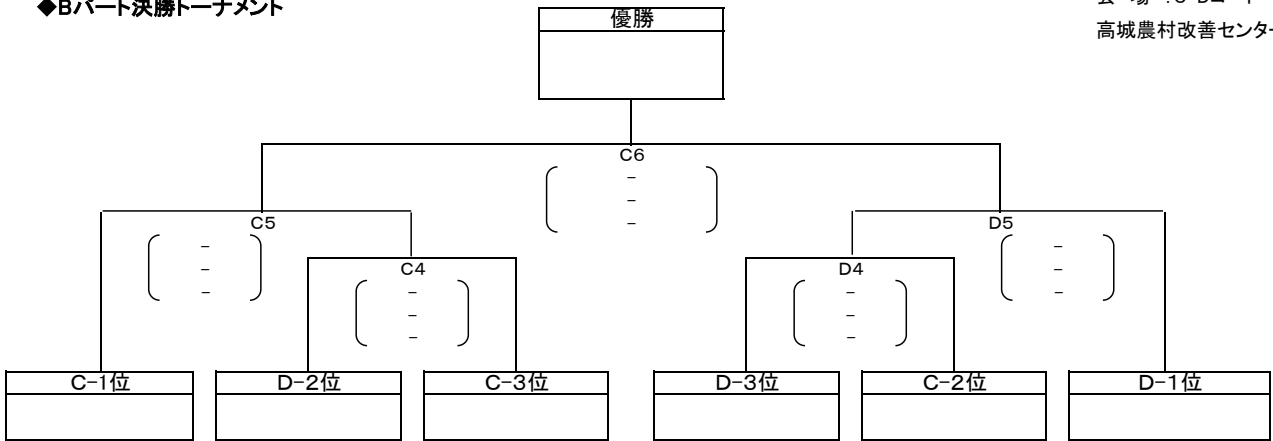 ◆Bパート決勝トーナメント
高城農村改善センター
優勝
C6
-
-
-
C5
-
-
-
D5
-
-
-
C4
-
-
-
D4
-
-
-
C-1位
D-2位
C-3位
D-3位
C-2位
D-1位